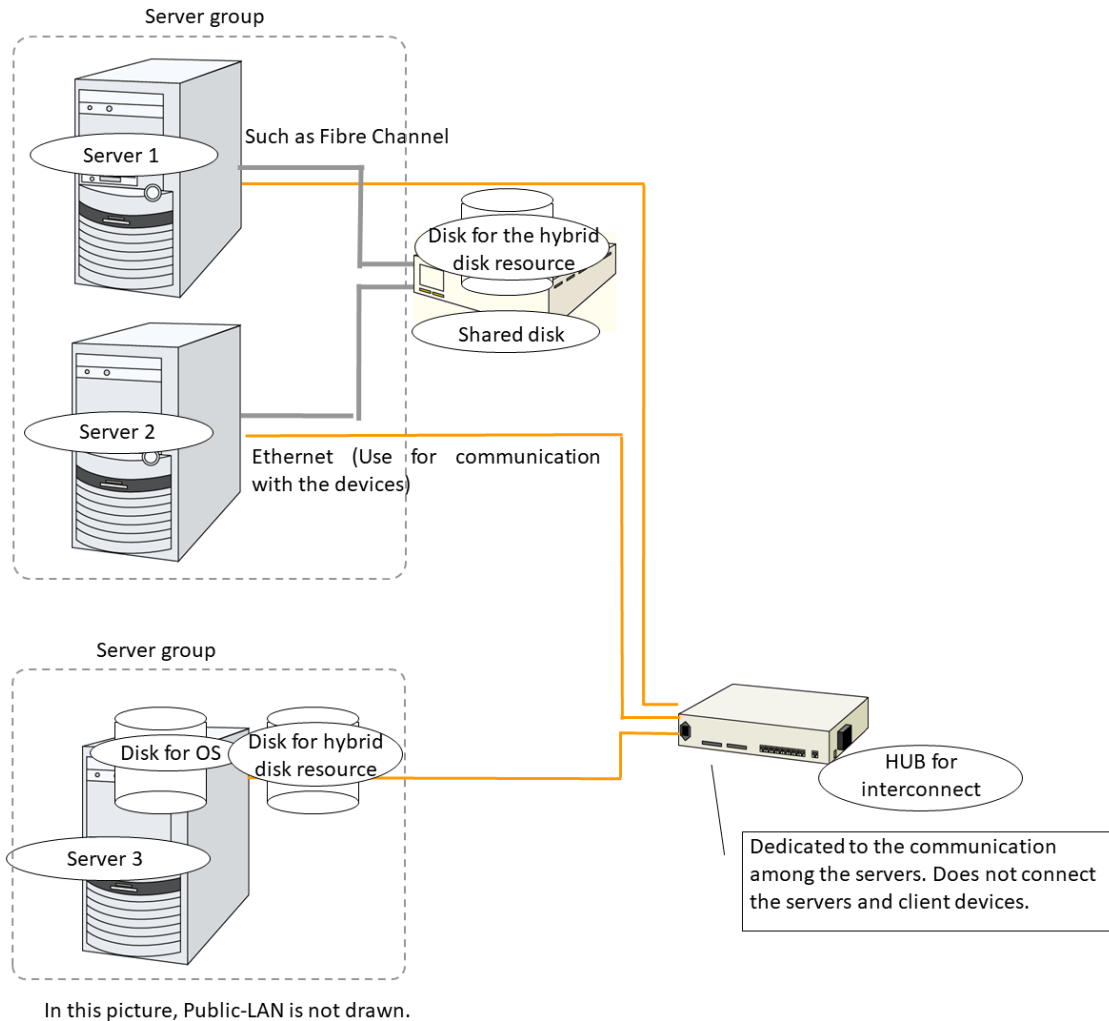 Server group
Server 1
Such as Fibre Channel
Disk for the hybrid
disk resource
Shared disk
Server 2
Ethernet (Use for communication
with the devices)
Server group
Disk for OS
Disk for hybrid
disk resource
Server 3
HUB for
interconnect
Dedicated to the communication
among the servers. Does not connect
the servers and client devices.
In this picture, Public-LAN is not drawn.